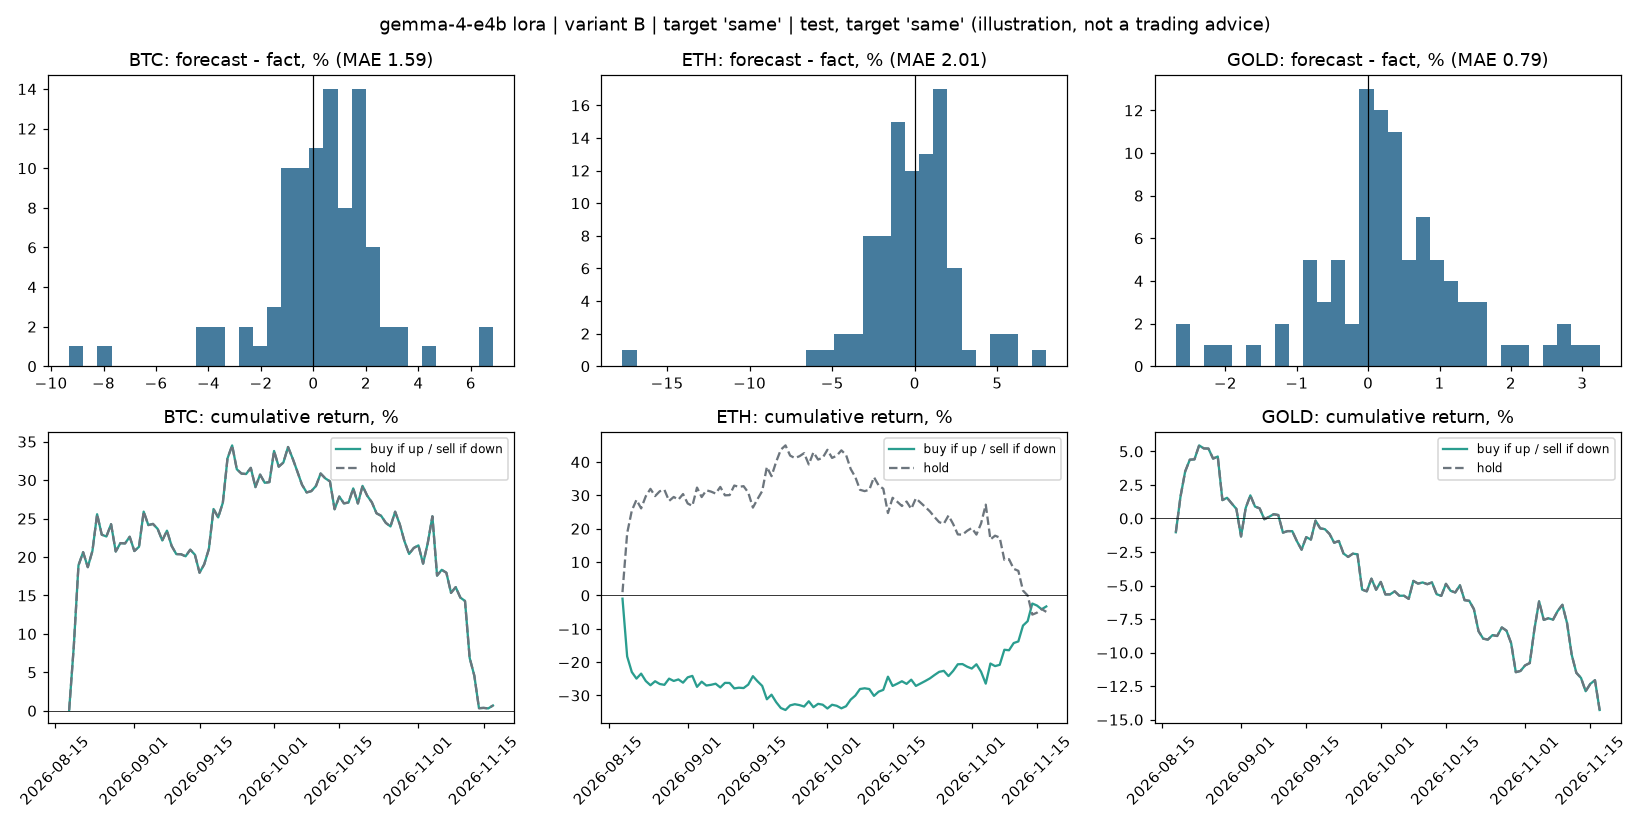 gemma-4-e4b lora | variant B | target 'same' | test, target 'same' (illustration, not a trading advice)
BTC: forecast - fact, % (MAE 1.59)
14
12
10
8
6
4
2
0
−10 −8 −6 −4 −2 0 2 4 6
ETH: forecast - fact, % (MAE 2.01)
16
14
12
10
8
6
4
2
0
−15 −10 −5 0 5
GOLD: forecast - fact, % (MAE 0.79)
12
10
8
6
4
2
0
−2 −1 0 1 2 3
BTC: cumulative return, %
buy if up / sell if down
hold
35
30
25
20
15
10
5
0
2026-08-15 2026-09-01 2026-09-15 2026-10-01 2026-10-15 2026-11-01 2026-11-15
ETH: cumulative return, %
buy if up / sell if down
hold
40
30
20
10
0
−10
−20
−30
2026-08-15 2026-09-01 2026-09-15 2026-10-01 2026-10-15 2026-11-01 2026-11-15
GOLD: cumulative return, %
buy if up / sell if down
hold
5.0
2.5
0.0
−2.5
−5.0
−7.5
−10.0
−12.5
−15.0
2026-08-15 2026-09-01 2026-09-15 2026-10-01 2026-10-15 2026-11-01 2026-11-15